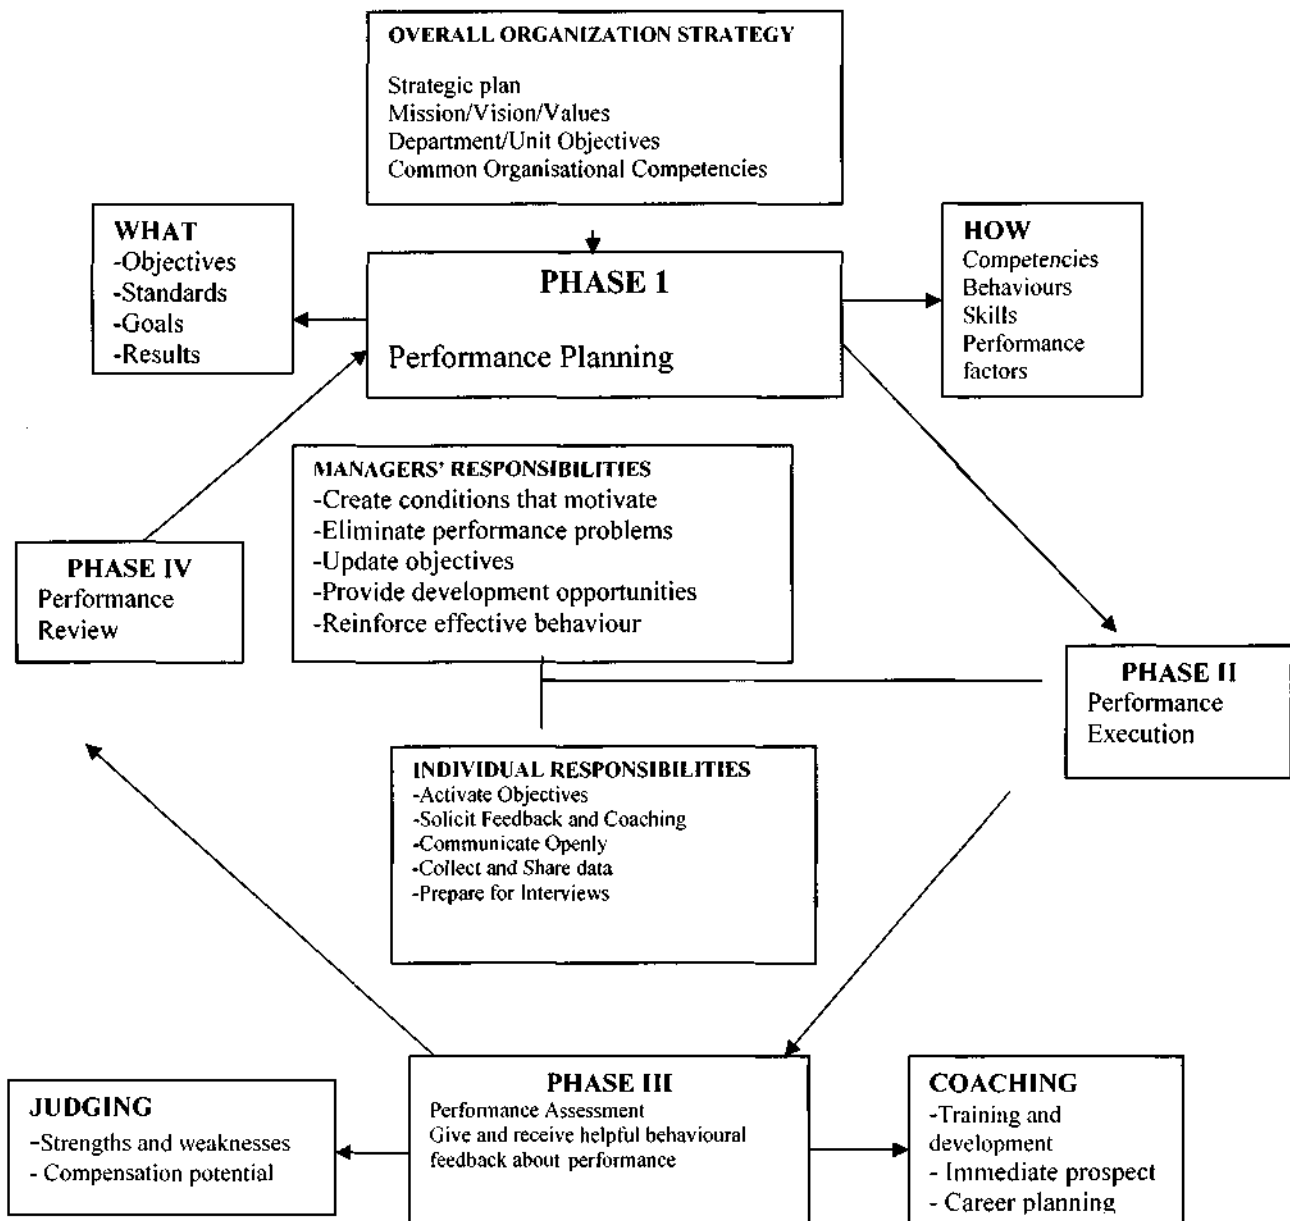 OVERALL ORGANIZATION STRATEGY
Strategic plan
Mission/Vision/Values
Department/Unit Objectives
Common Organisational Competencies
WHAT
-Objectives
-Standards
-Goals
-Results
PHASE 1
Performance Planning
HOW
Competencies
Behaviours
Skills
Performance
factors
MANAGERS' RESPONSIBILITIES
-Create conditions that motivate
-Eliminate performance problems
-Update objectives
-Provide development opportunities
-Reinforce effective behaviour
PHASE IV
Performance
Review
PHASE II
Performance
Execution
INDIVIDUAL RESPONSIBILITIES
-Activate Objectives
-Solicit Feedback and Coaching
-Communicate Openly
-Collect and Share data
-Prepare for Interviews
JUDGING
-Strengths and weaknesses
- Compensation potential
PHASE III
Performance Assessment
Give and receive helpful behavioural
feedback about performance
COACHING
-Training and
development
- Immediate prospect
- Career planning